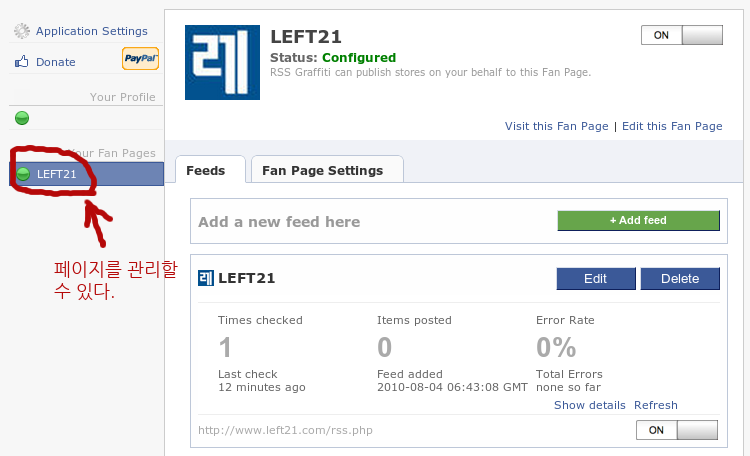 Application Settings
Donate
PayPal
Your Profile
Your Fan Pages
LEFT21
페이지를 관리할
수 있다.
레
LEFT21
ON
Status: Configured
RSS Graffiti can publish stores on your behalf to this Fan Page.
Visit this Fan Page | Edit this Fan Page
Feeds
Fan Page Settings
Add a new feed here
+ Add feed
LEFT21
Edit
Delete
Times checked
Items posted
Error Rate
1
0
0%
Last check
Feed added
Total Errors
12 minutes ago
2010-08-04 06:43:08 GMT
none so far
Show details Refresh
http://www.left21.com/rss.php
ON